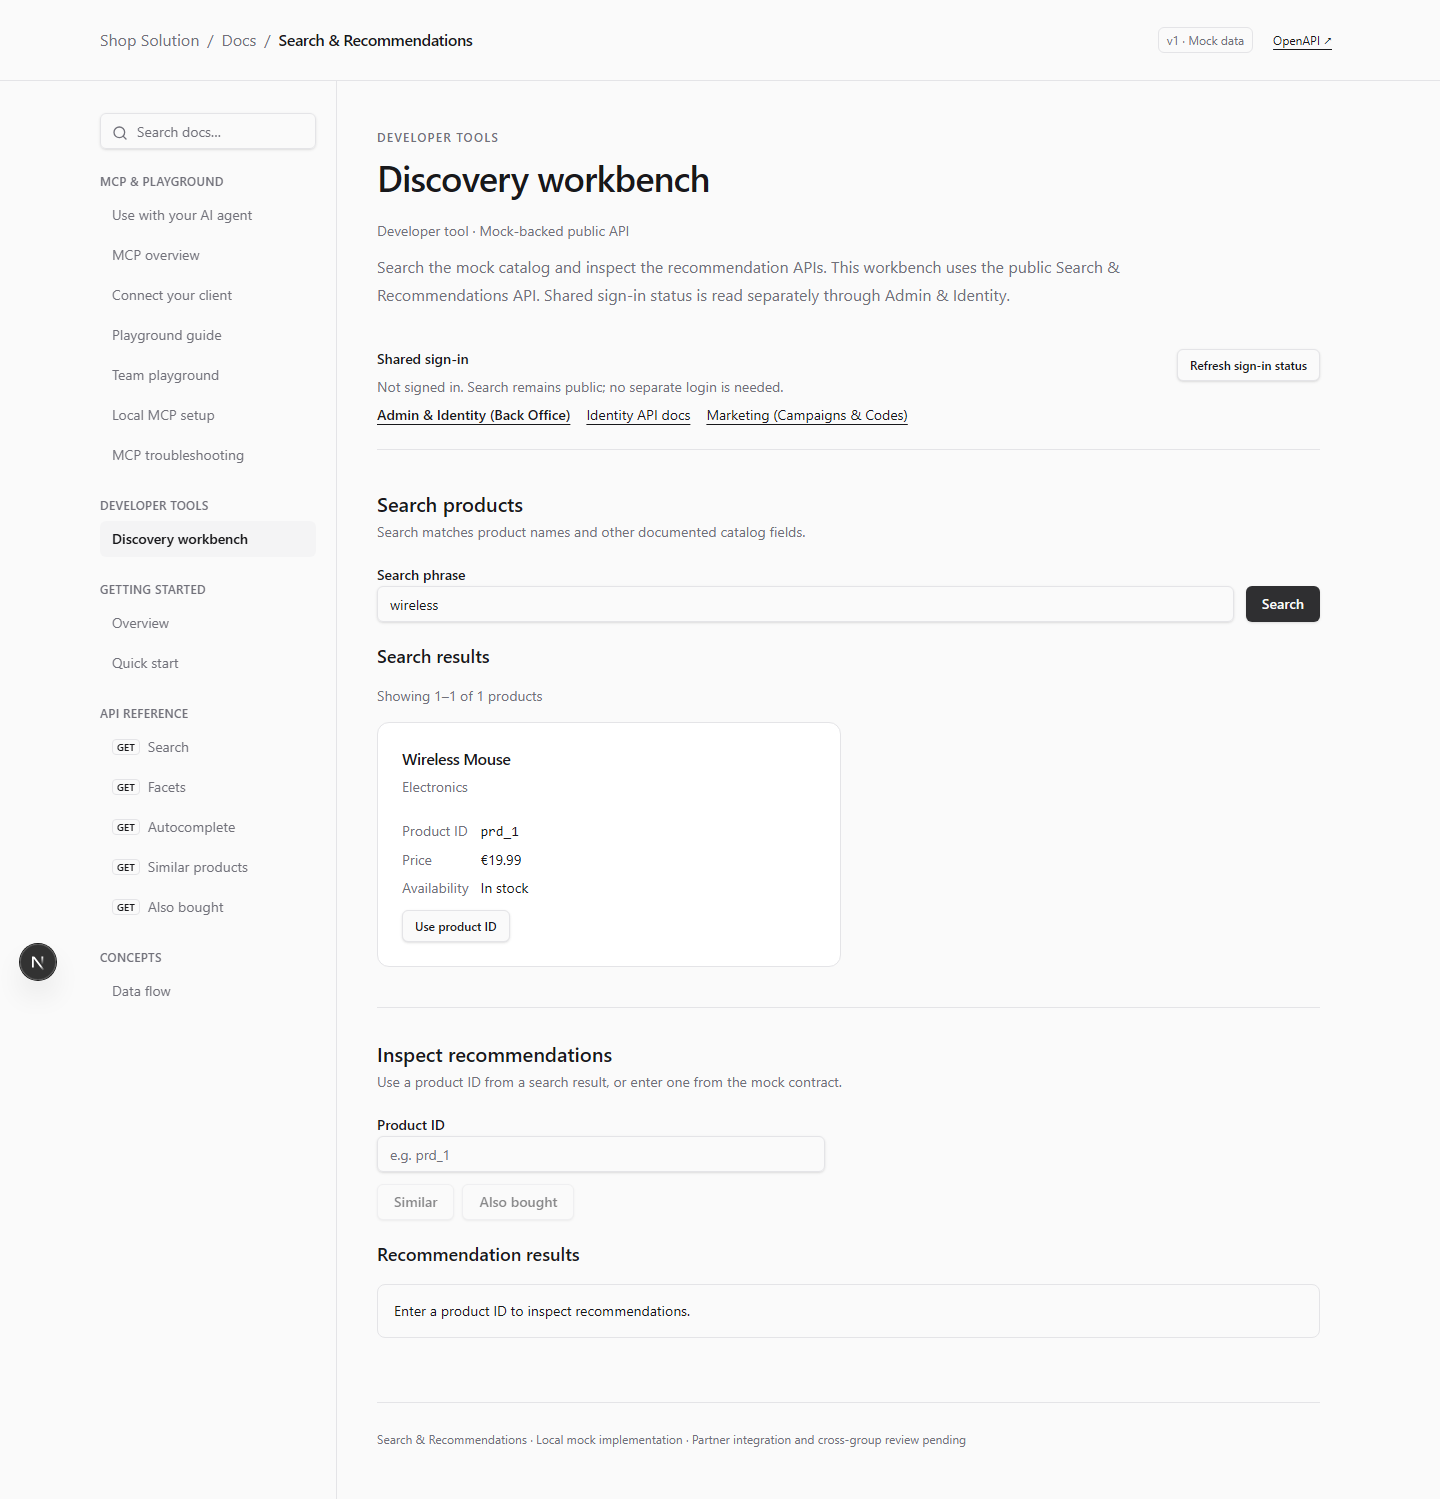 Shop Solution / Docs / Search & Recommendations
v1 · Mock data
OpenAPI ↗
Search docs...
MCP & PLAYGROUND
Use with your AI agent
MCP overview
Connect your client
Playground guide
Team playground
Local MCP setup
MCP troubleshooting
DEVELOPER TOOLS
Discovery workbench
GETTING STARTED
Overview
Quick start
API REFERENCE
GET Search
GET Facets
GET Autocomplete
GET Similar products
GET Also bought
CONCEPTS
Data flow
N
DEVELOPER TOOLS
Discovery workbench
Developer tool · Mock-backed public API
Search the mock catalog and inspect the recommendation APIs. This workbench uses the public Search &
Recommendations API. Shared sign-in status is read separately through Admin & Identity.
Shared sign-in
Refresh sign-in status
Not signed in. Search remains public; no separate login is needed.
Admin & Identity (Back Office) Identity API docs Marketing (Campaigns & Codes)
Search products
Search matches product names and other documented catalog fields.
Search phrase
wireless
Search
Search results
Showing 1–1 of 1 products
Wireless Mouse
Electronics
Product ID prd_1
Price €19.99
Availability In stock
Use product ID
Inspect recommendations
Use a product ID from a search result, or enter one from the mock contract.
Product ID
e.g. prd_1
Similar
Also bought
Recommendation results
Enter a product ID to inspect recommendations.
Search & Recommendations · Local mock implementation · Partner integration and cross-group review pending